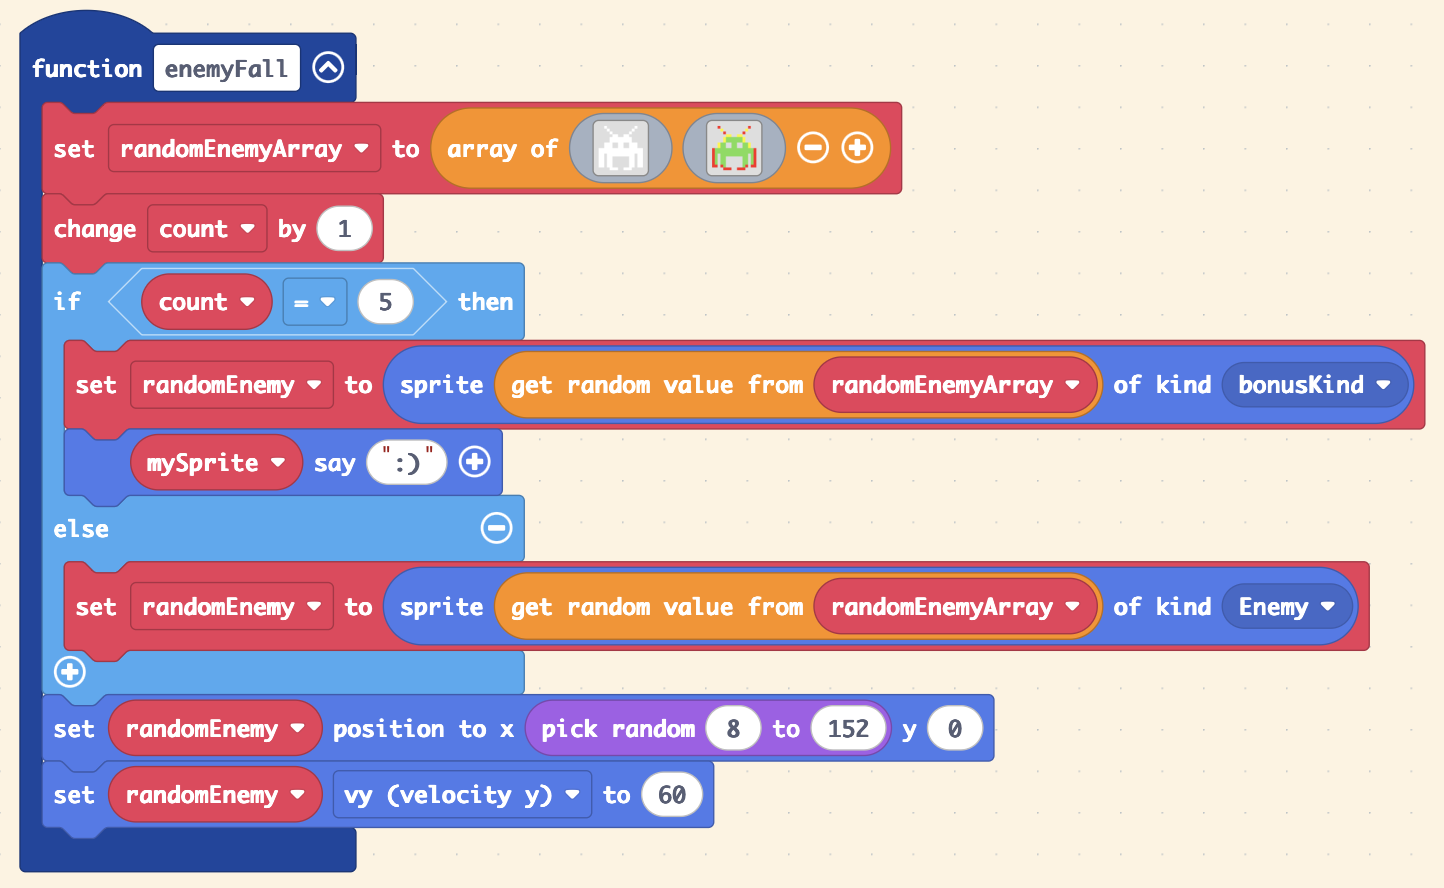 function enemyFall
set randomEnemyArray to array of
change count by 1
if count = 5 then
set randomEnemy to sprite get random value from randomEnemyArray of kind bonusKind
mySprite say ":)"
else
set randomEnemy to sprite get random value from randomEnemyArray of kind Enemy
set randomEnemy position to x pick random 8 to 152 y 0
set randomEnemy vy (velocity y) to 60